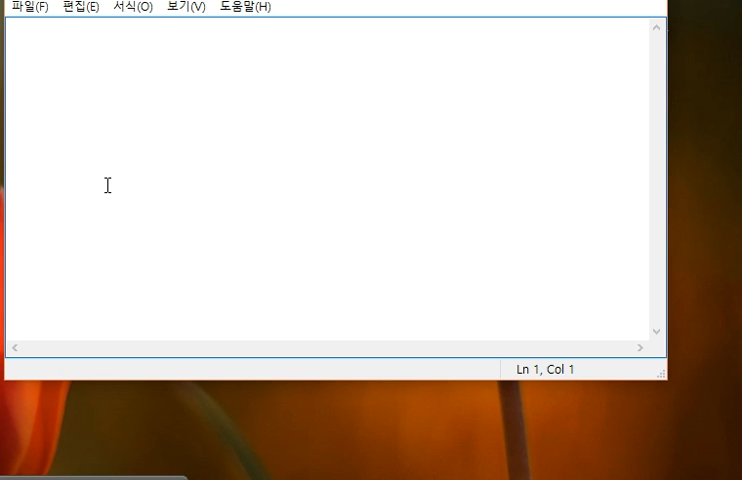 파일(F) 편집(E) 서식(O) 보기(V) 도움말(H)
Ln 1, Col 1